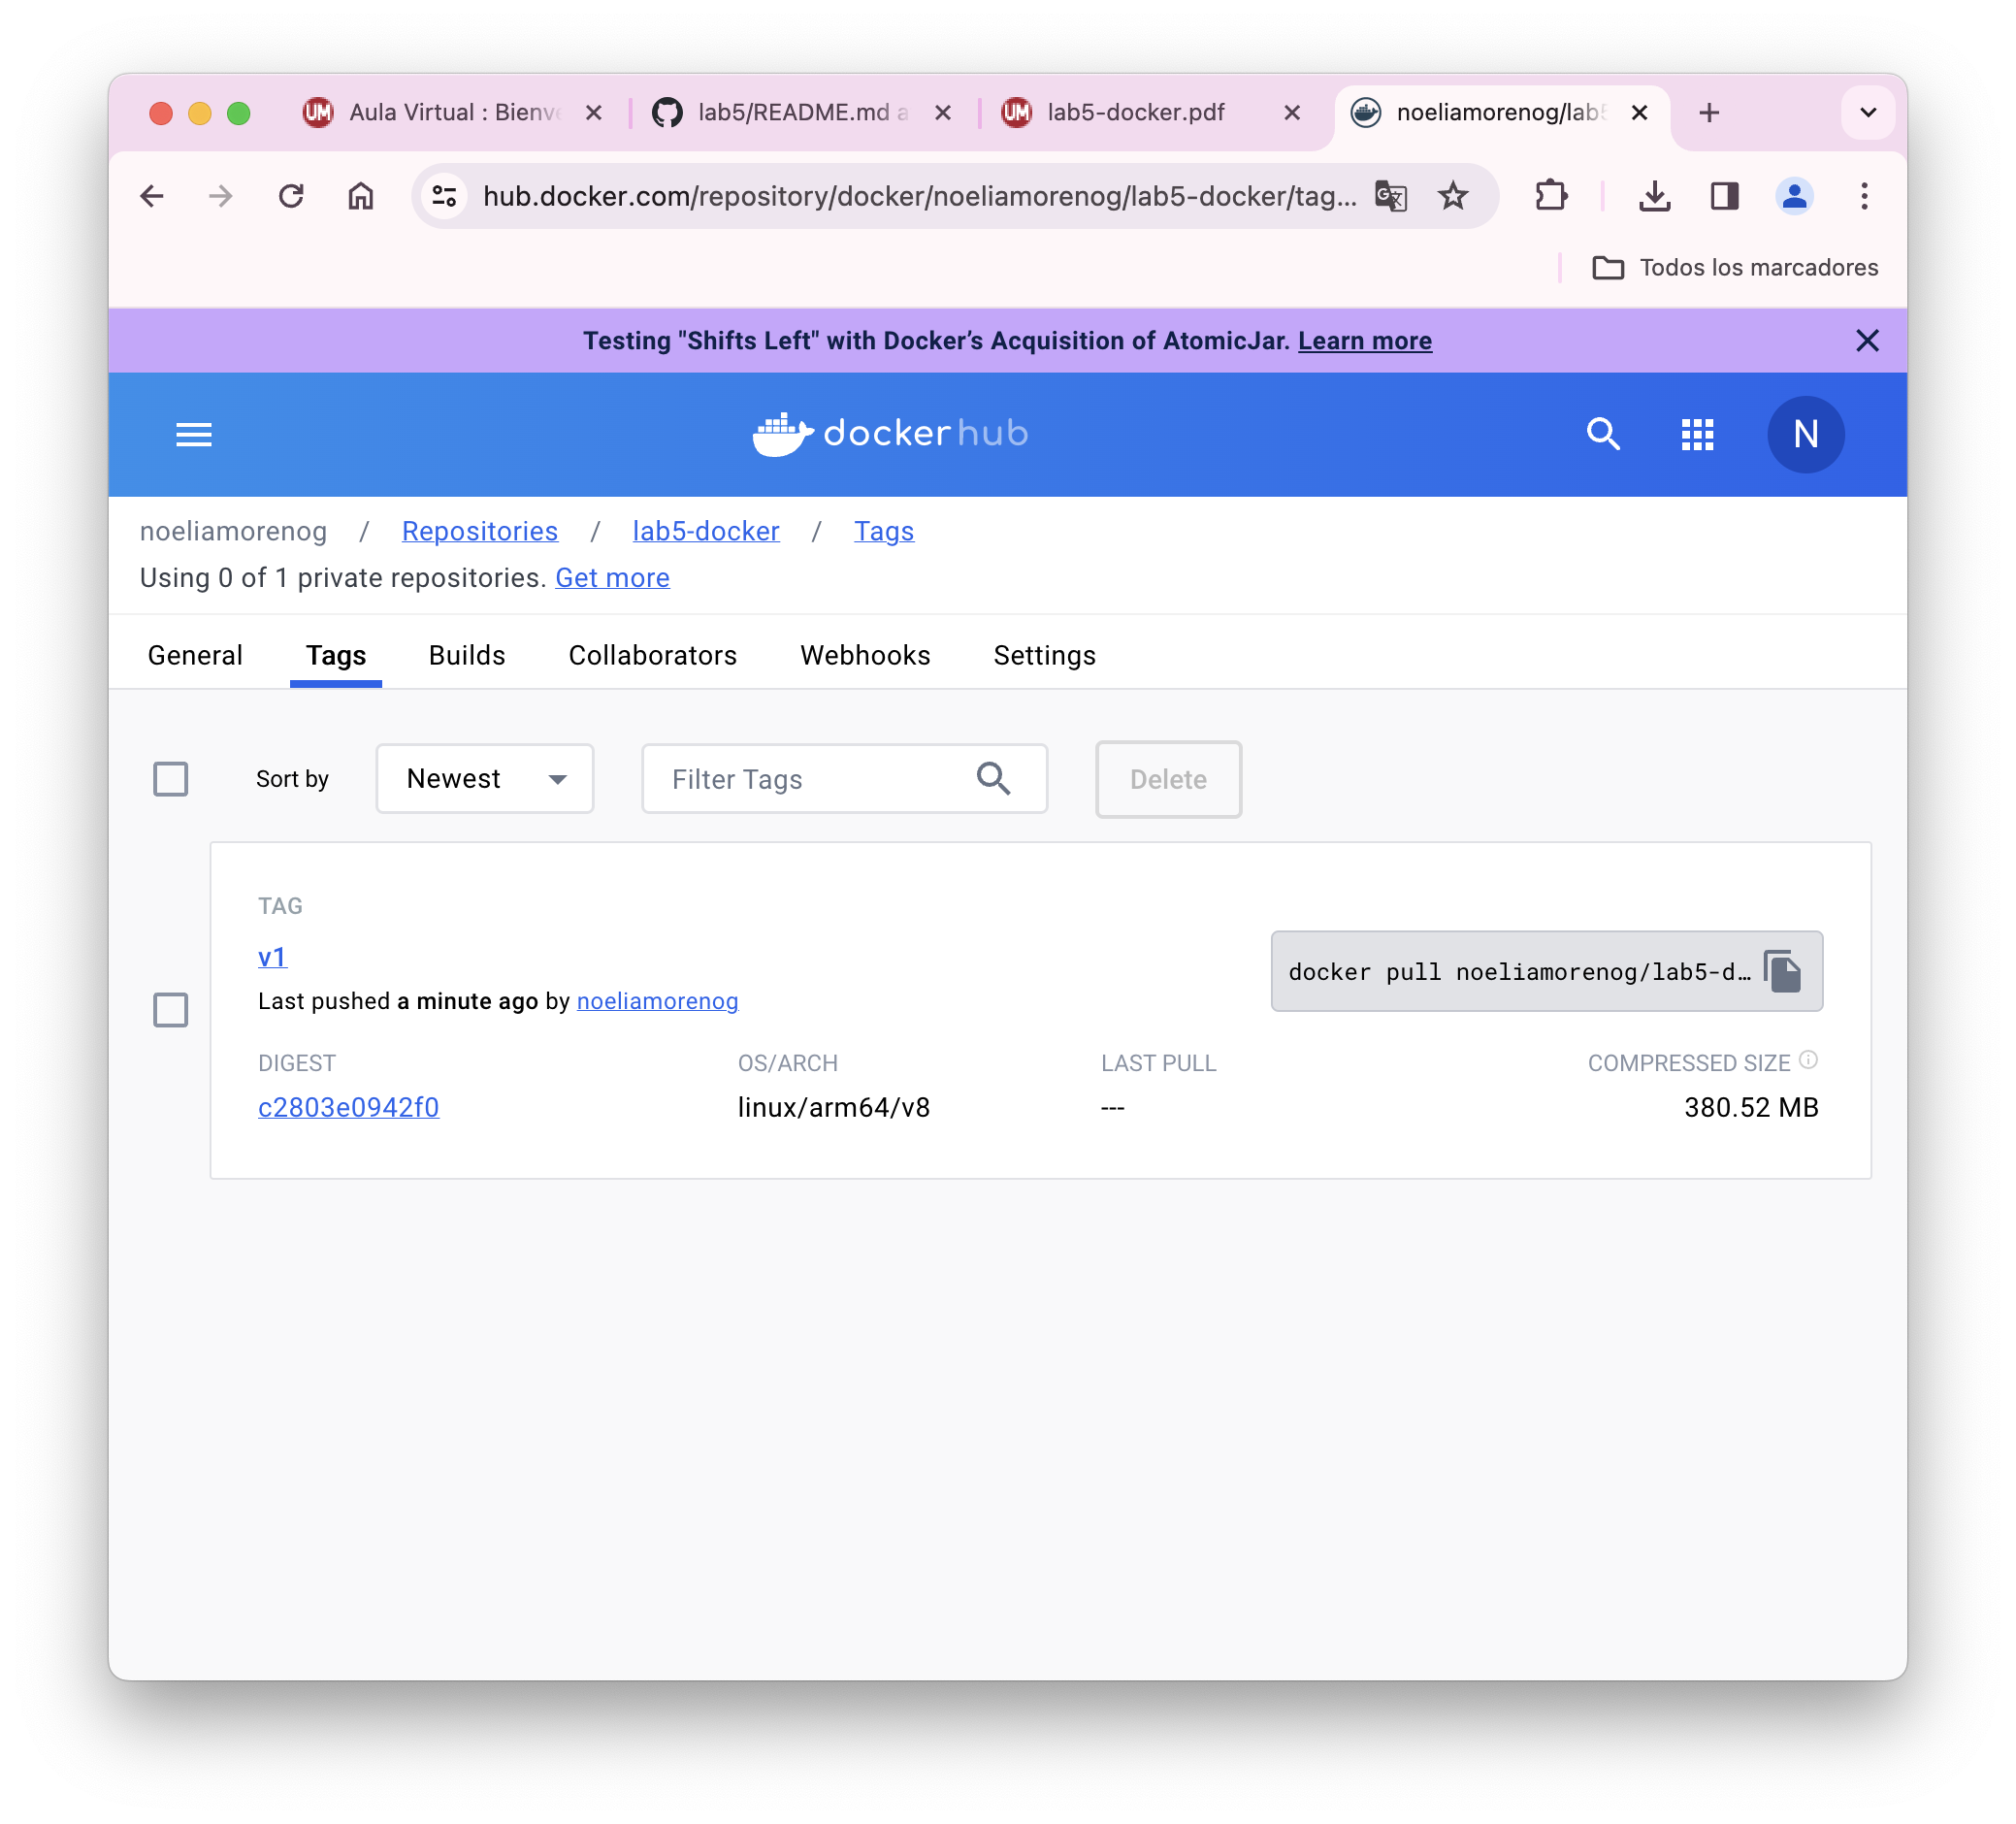 Aula Virtual : Bienve
lab5/README.md a
lab5-docker.pdf
noeliamorenog/lab5
hub.docker.com/repository/docker/noeliamorenog/lab5-docker/tag...
Todos los marcadores
Testing "Shifts Left" with Docker’s Acquisition of AtomicJar. Learn more
dockerhub
N
noeliamorenog / Repositories / lab5-docker / Tags
Using 0 of 1 private repositories. Get more
General Tags Builds Collaborators Webhooks Settings
Sort by Newest Filter Tags Delete
TAG
v1
docker pull noeliamorenog/lab5-d…
Last pushed a minute ago by noeliamorenog
DIGEST OS/ARCH LAST PULL COMPRESSED SIZE
c2803e0942f0 linux/arm64/v8 --- 380.52 MB